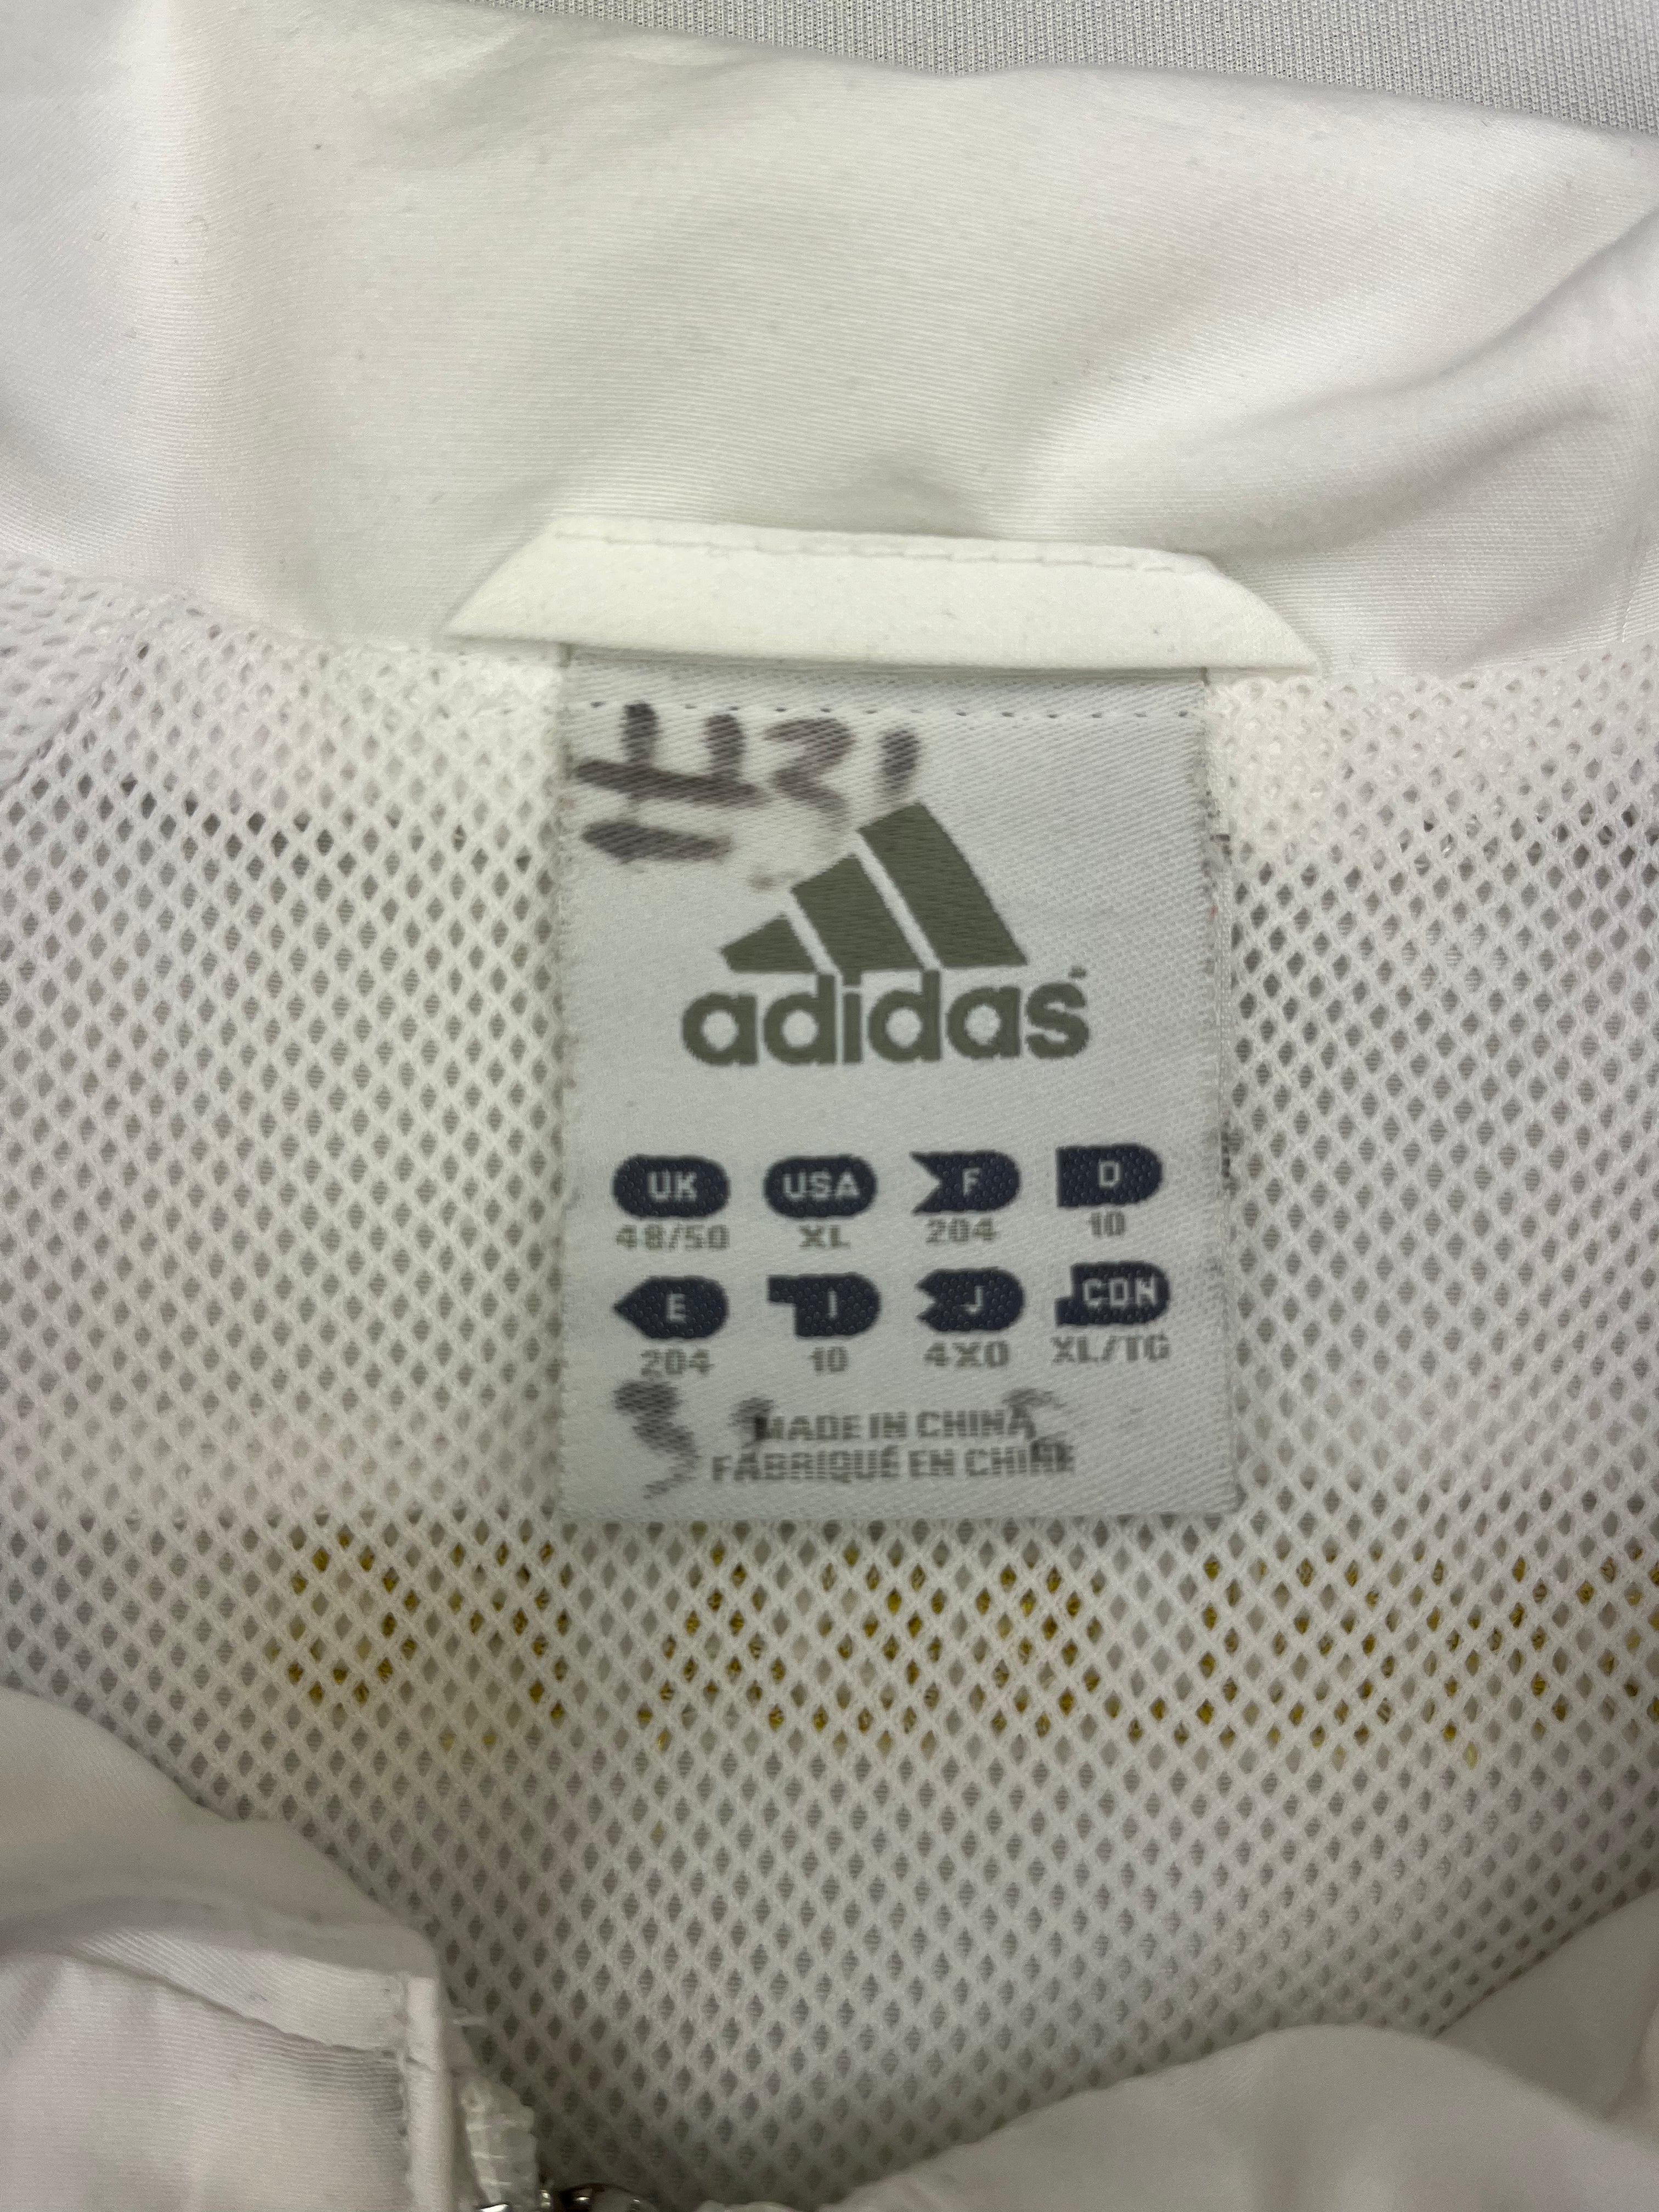 adidas
UK USA F D
48/50 XL 204 10
E I J CDN
204 10 4XO XL/TG
MADE IN CHINA
FABRIQUÉ EN CHINE